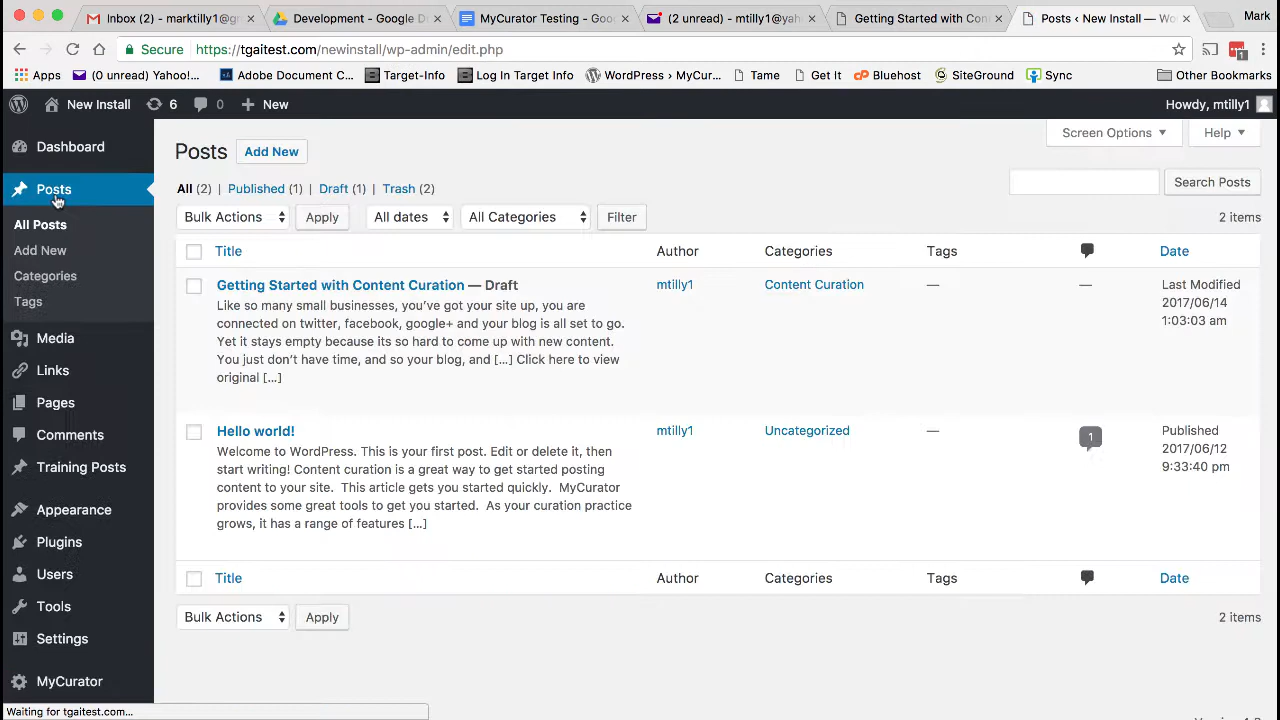 Inbox (2) - marktilly1@g
Development - Google D
MyCurator Testing - Goog
(2 unread) - mtilly1@yah
Getting Started with Con
Posts ‹ New Install — Wo
Mark
Secure
https://tgaitest.com/newinstall/wp-admin/edit.php
Apps
(0 unread) Yahoo!...
Adobe Document C...
Target-Info
Log In Target Info
WordPress › MyCur...
Tame
Get It
Bluehost
SiteGround
Sync
Other Bookmarks
New Install
6
0
New
Howdy, mtilly1
Dashboard
Posts
All Posts
Add New
Categories
Tags
Media
Links
Pages
Comments
Training Posts
Appearance
Plugins
Users
Tools
Settings
MyCurator
Waiting for tgaitest.com...
Screen Options
Help
Posts
Add New
All (2) | Published (1) | Draft (1) | Trash (2)
Search Posts
Bulk Actions
Apply
All dates
All Categories
Filter
2 items
Title
Author
Categories
Tags
Date
Getting Started with Content Curation — Draft
Like so many small businesses, you've got your site up, you are
connected on twitter, facebook, google+ and your blog is all set to go.
Yet it stays empty because its so hard to come up with new content.
You just don't have time, and so your blog, and [...] Click here to view
original [...]
mtilly1
Content Curation
—
—
Last Modified
2017/06/14
1:03:03 am
Hello world!
Welcome to WordPress. This is your first post. Edit or delete it, then
start writing! Content curation is a great way to get started posting
content to your site. This article gets you started quickly. MyCurator
provides some great tools to get you started. As your curation practice
grows, it has a range of features [...]
mtilly1
Uncategorized
—
1
Published
2017/06/12
9:33:40 pm
Title
Author
Categories
Tags
Date
Bulk Actions
Apply
2 items